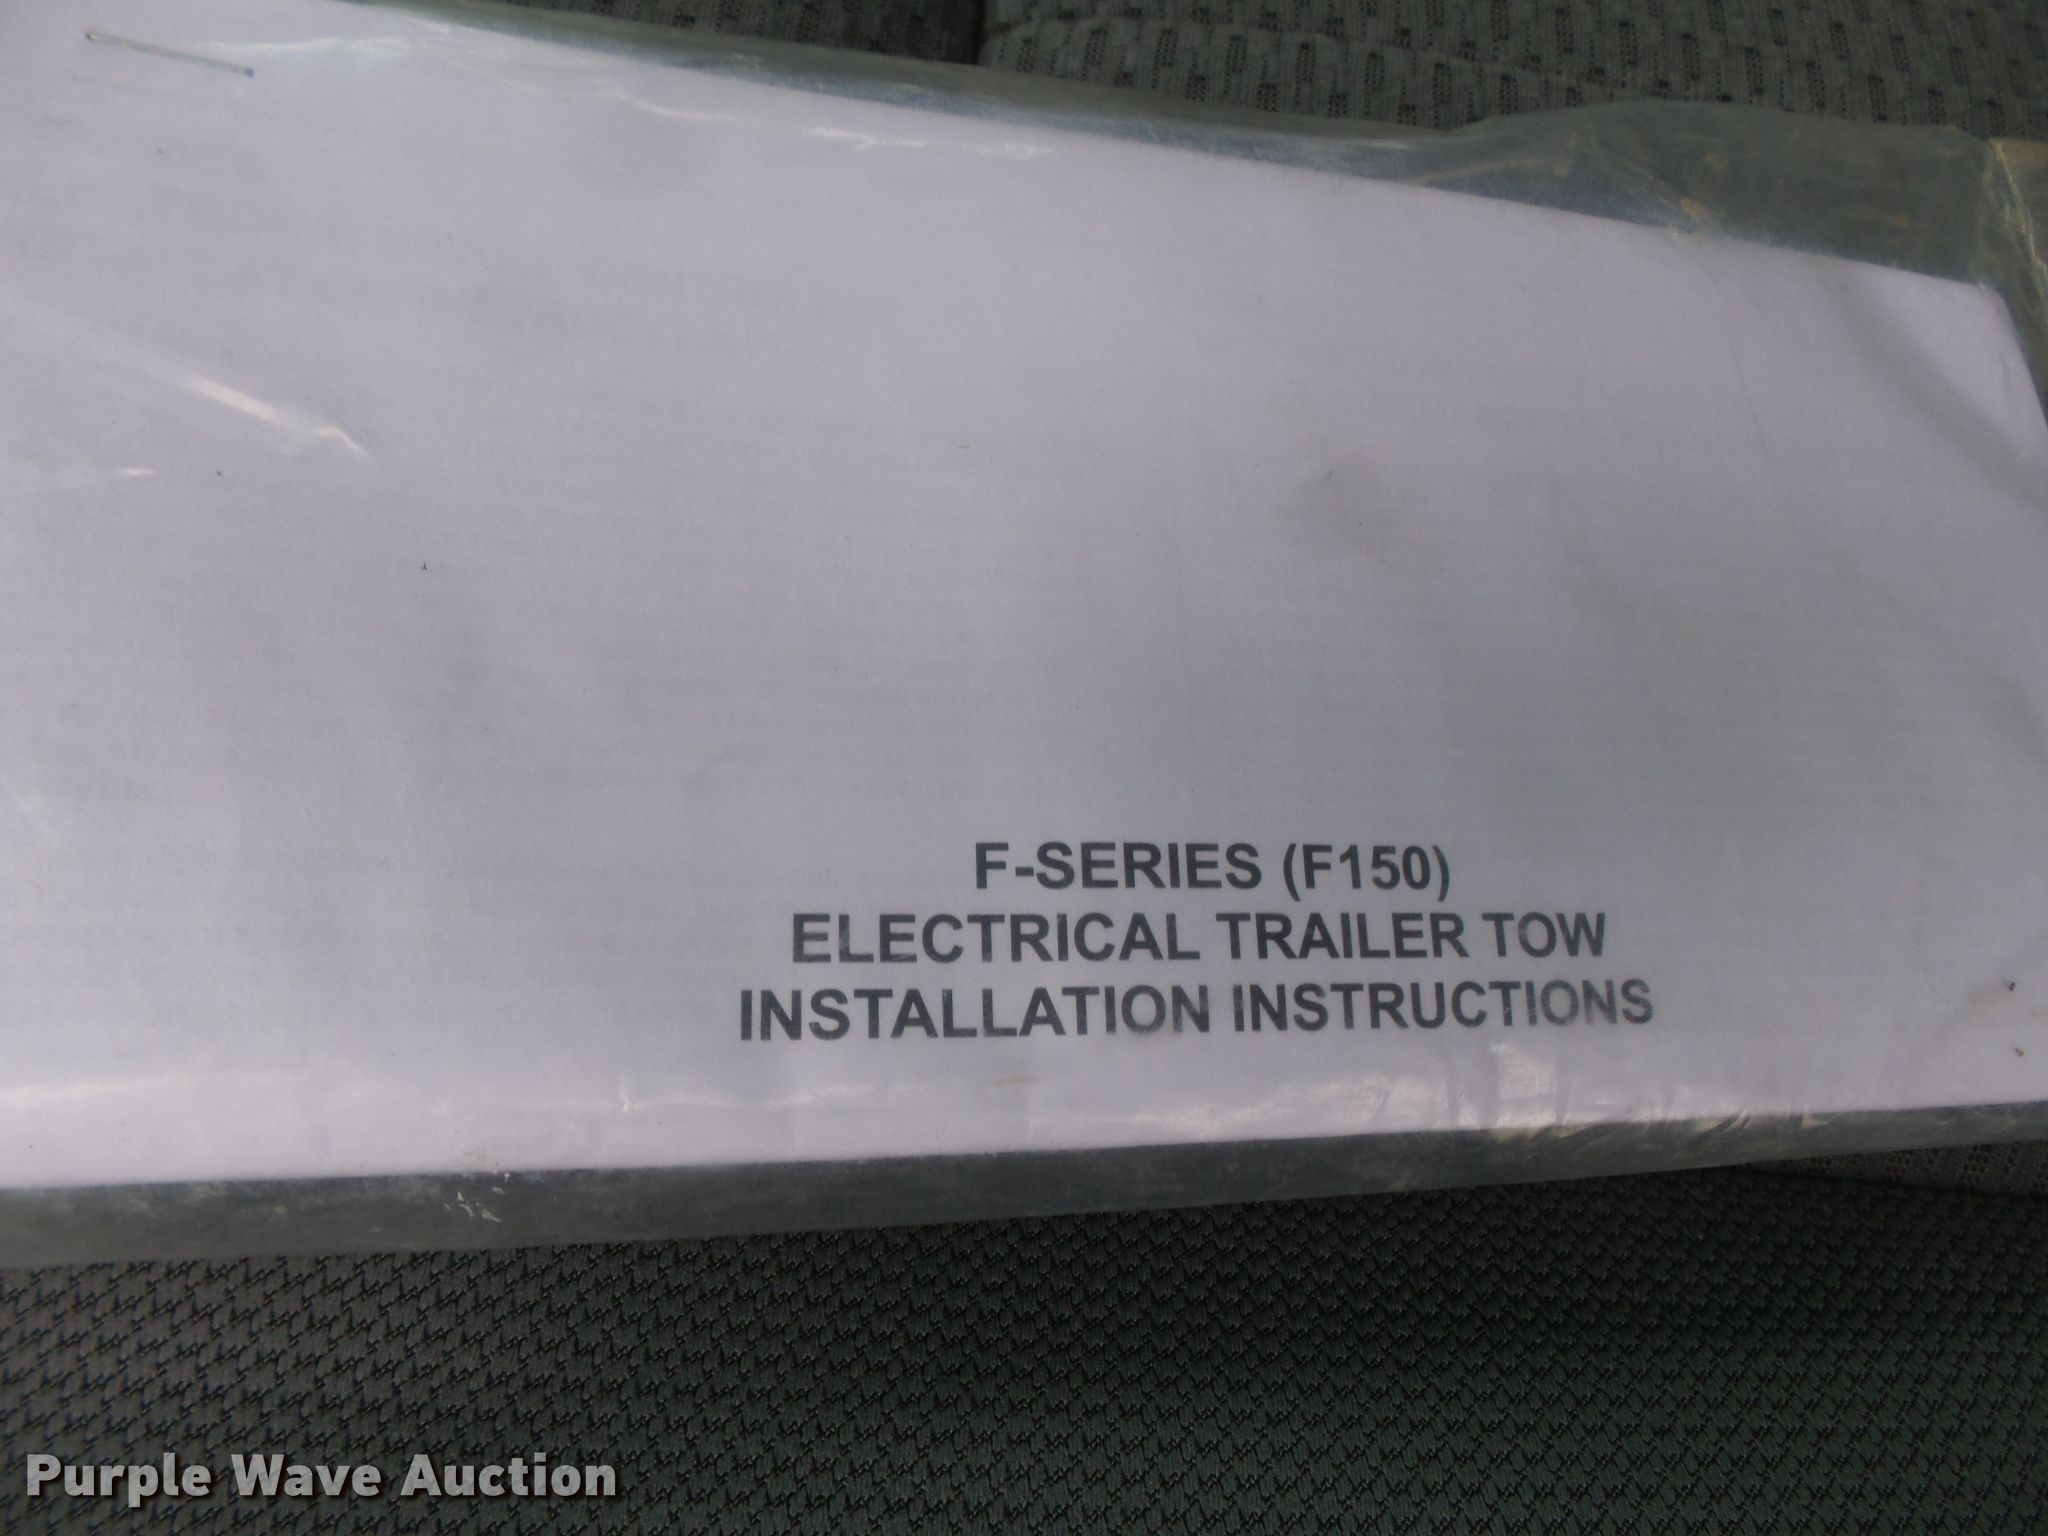 F-SERIES (F150)
ELECTRICAL TRAILER TOW
INSTALLATION INSTRUCTIONS
Purple Wave Auction